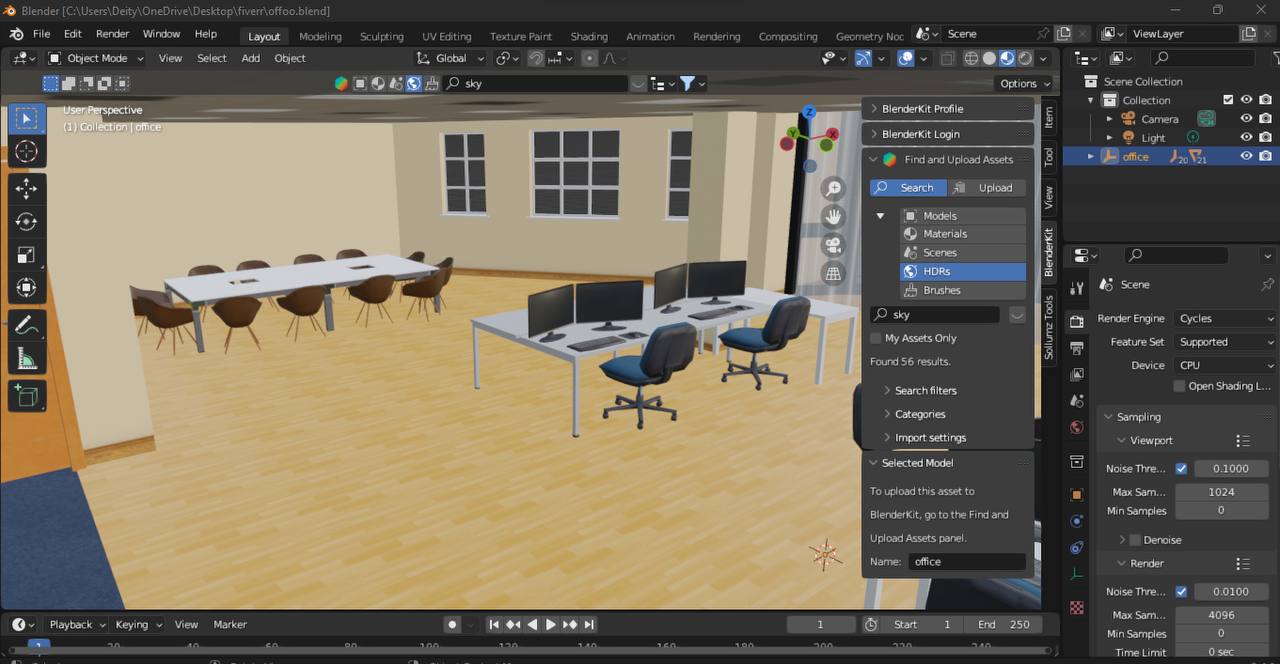 Blender [C:\Users\Deity\OneDrive\Desktop\fiverr\offoo.blend]
File Edit Render Window Help Layout Modeling Sculpting UV Editing Texture Paint Shading Animation Rendering Compositing Geometry Noc Scene ViewLayer
Object Mode View Select Add Object Global
sky Options
User Perspective
(1) Collection | office
BlenderKit Profile
BlenderKit Login
Find and Upload Assets
Search Upload
Models
Materials
Scenes
HDRs
Brushes
sky
My Assets Only
Found 56 results.
Search filters
Categories
Import settings
Selected Model
To upload this asset to
BlenderKit, go to the Find and
Upload Assets panel.
Name: office
Item
Tool
View
BlenderKit
Sollumz Tools
Z
Y
X
Scene Collection
Collection
Camera
Light
office 20 21
Scene
Render Engine Cycles
Feature Set Supported
Device CPU
Open Shading L...
Sampling
Viewport
Noise Thre... 0.1000
Max Sam... 1024
Min Samples 0
Denoise
Render
Noise Thre... 0.0100
Max Sam... 4096
Min Samples 0
Time Limit 0 sec
Playback Keying View Marker 1 Start 1 End 250